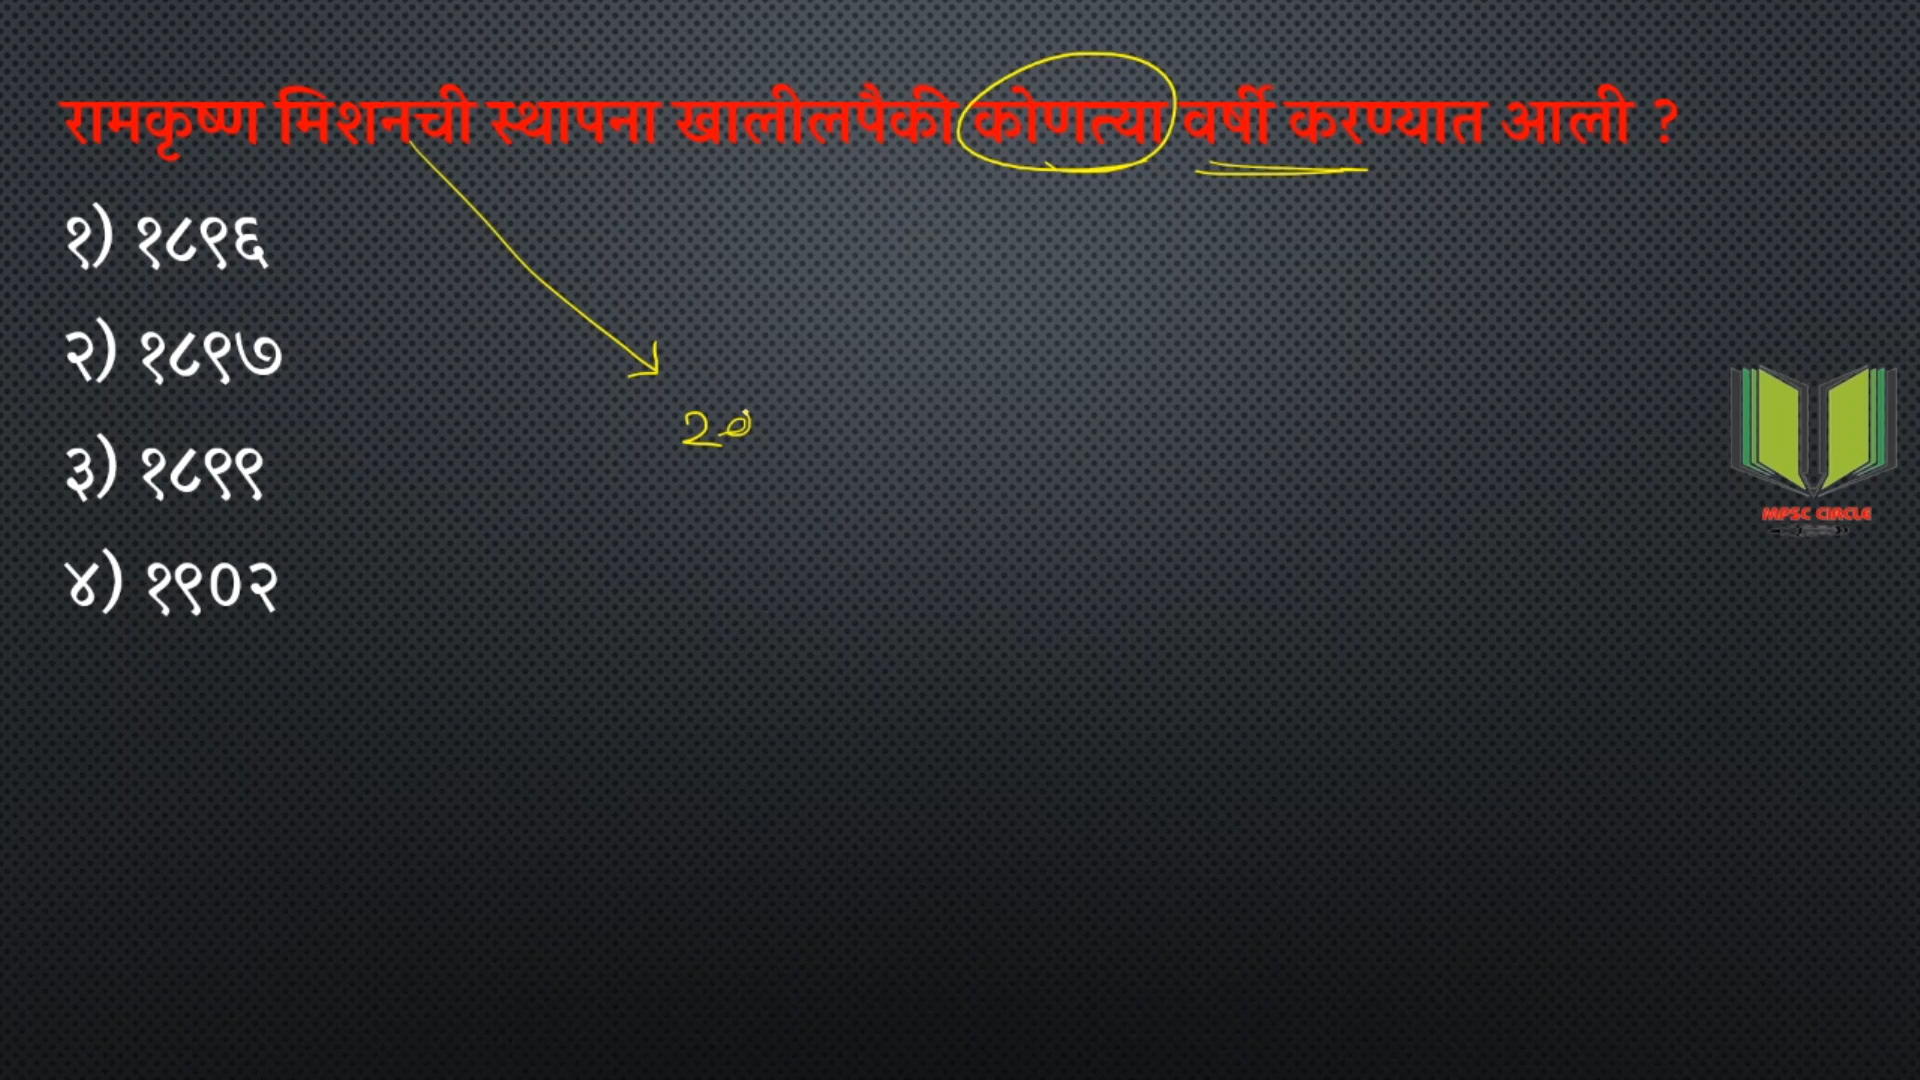 रामकृष्ण मिशनची स्थापना खालीलपैकी कोणत्या वर्षी करण्यात आली ?
१) १८९६
२) १८९७
३) १८९९
४) १९०२
MPSC CIRCLE